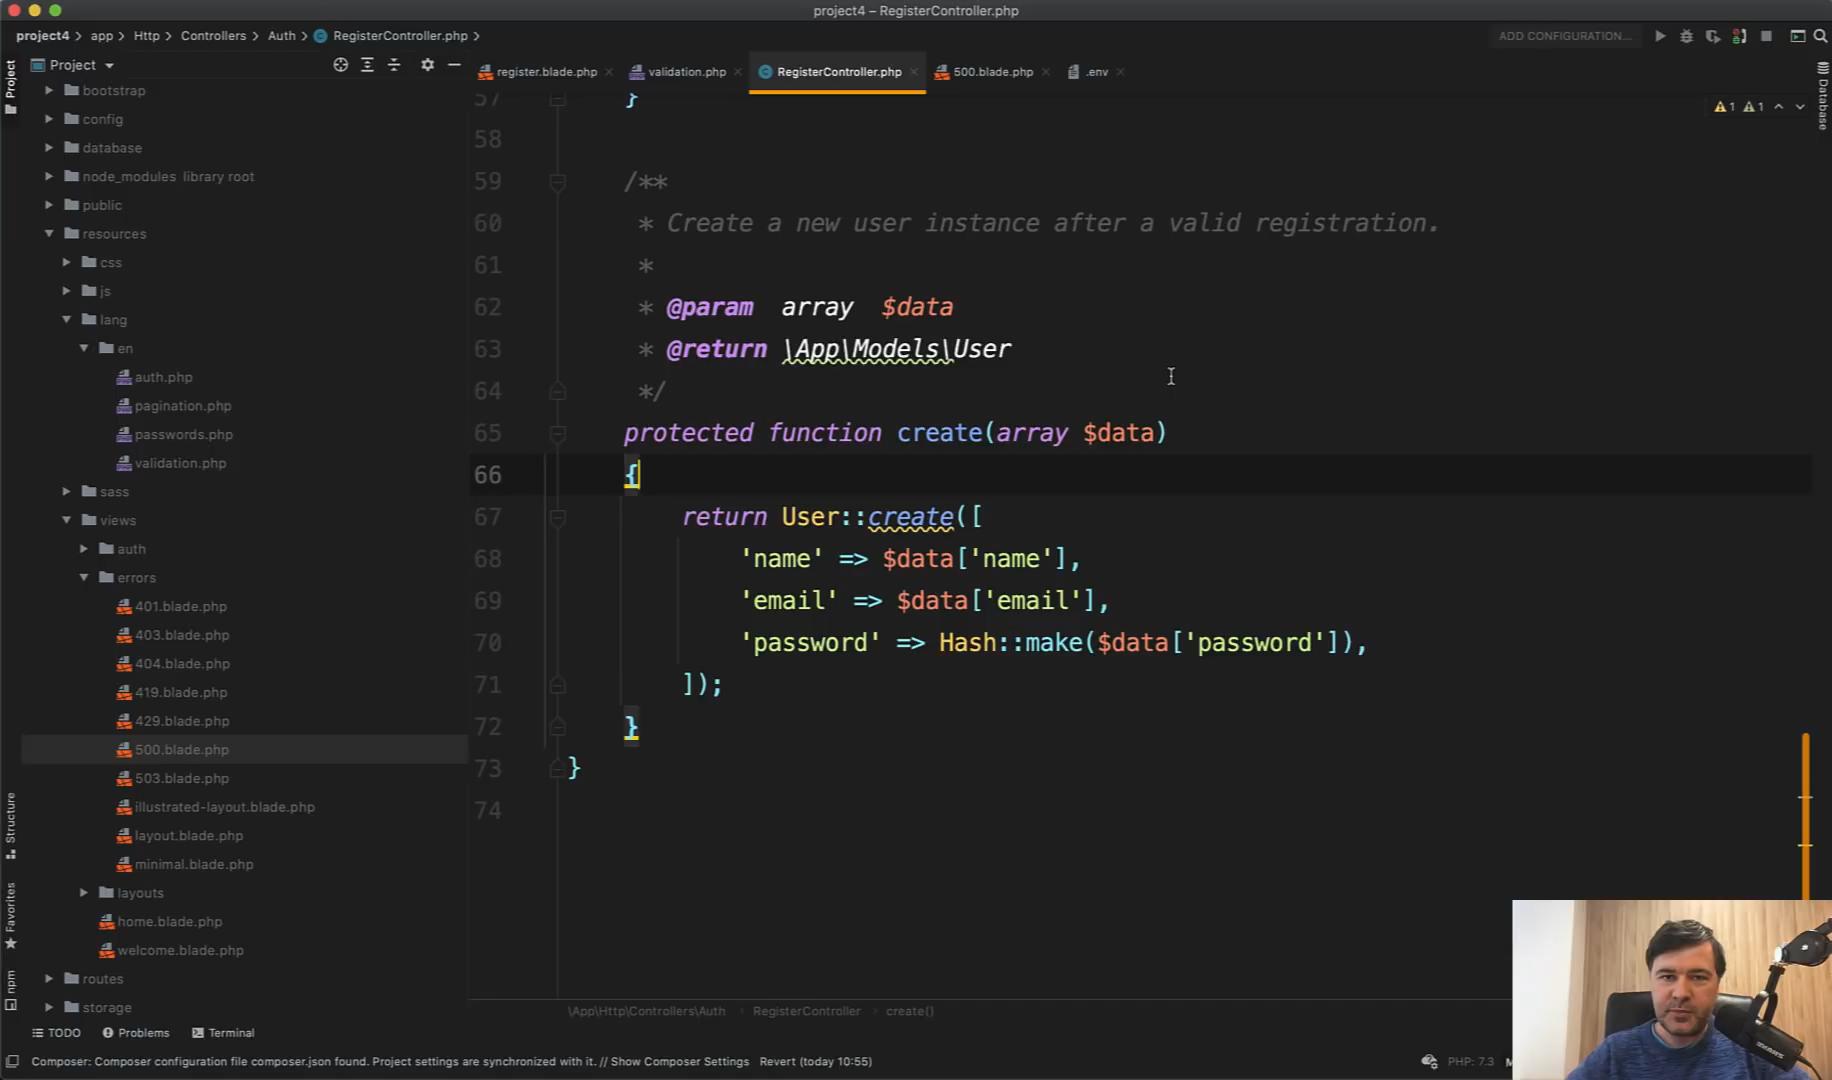 project4 – RegisterController.php
project4 app Http Controllers Auth RegisterController.php
ADD CONFIGURATION...
Project
register.blade.php
validation.php
RegisterController.php
500.blade.php
.env
Project
Database
1 1
bootstrap
config
database
node_modules library root
public
resources
css
js
lang
en
auth.php
pagination.php
passwords.php
validation.php
sass
views
auth
errors
401.blade.php
403.blade.php
404.blade.php
419.blade.php
429.blade.php
500.blade.php
503.blade.php
illustrated-layout.blade.php
layout.blade.php
minimal.blade.php
layouts
home.blade.php
welcome.blade.php
routes
storage
Structure
Favorites
npm
57 }
58
59 /**
60 * Create a new user instance after a valid registration.
61 *
62 * @param array $data
63 * @return \App\Models\User
64 */
65 protected function create(array $data)
66 {
67 return User::create([
68 'name' => $data['name'],
69 'email' => $data['email'],
70 'password' => Hash::make($data['password']),
71 ]);
72 }
73 }
74
\App\Http\Controllers\Auth RegisterController create()
TODO Problems Terminal
Composer: Composer configuration file composer.json found. Project settings are synchronized with it. // Show Composer Settings Revert (today 10:55)
PHP: 7.3